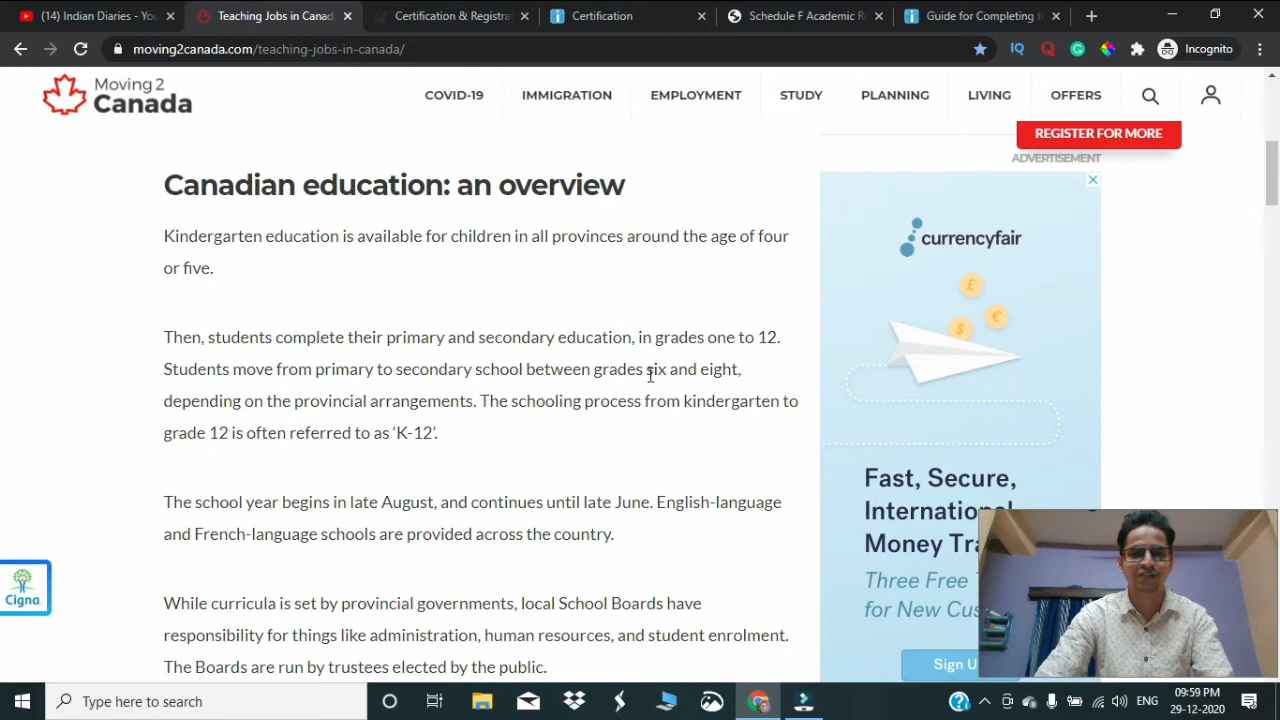 (14) Indian Diaries - Yo
Teaching Jobs in Canad
Certification & Registra
Certification
Schedule F Academic R
Guide for Completing t
moving2canada.com/teaching-jobs-in-canada/
Incognito
Moving 2
Canada
COVID-19
IMMIGRATION
EMPLOYMENT
STUDY
PLANNING
LIVING
OFFERS
REGISTER FOR MORE
ADVERTISEMENT
Canadian education: an overview
Kindergarten education is available for children in all provinces around the age of four
or five.
Then, students complete their primary and secondary education, in grades one to 12.
Students move from primary to secondary school between grades six and eight,
depending on the provincial arrangements. The schooling process from kindergarten to
grade 12 is often referred to as ‘K-12’.
The school year begins in late August, and continues until late June. English-language
and French-language schools are provided across the country.
While curricula is set by provincial governments, local School Boards have
responsibility for things like administration, human resources, and student enrolment.
The Boards are run by trustees elected by the public.
currencyfair
£
€
$
Fast, Secure,
Internation
Money Tra
Three Free T
for New Cus
Sign U
Cigna
Type here to search
ENG
09:59 PM
29-12-2020